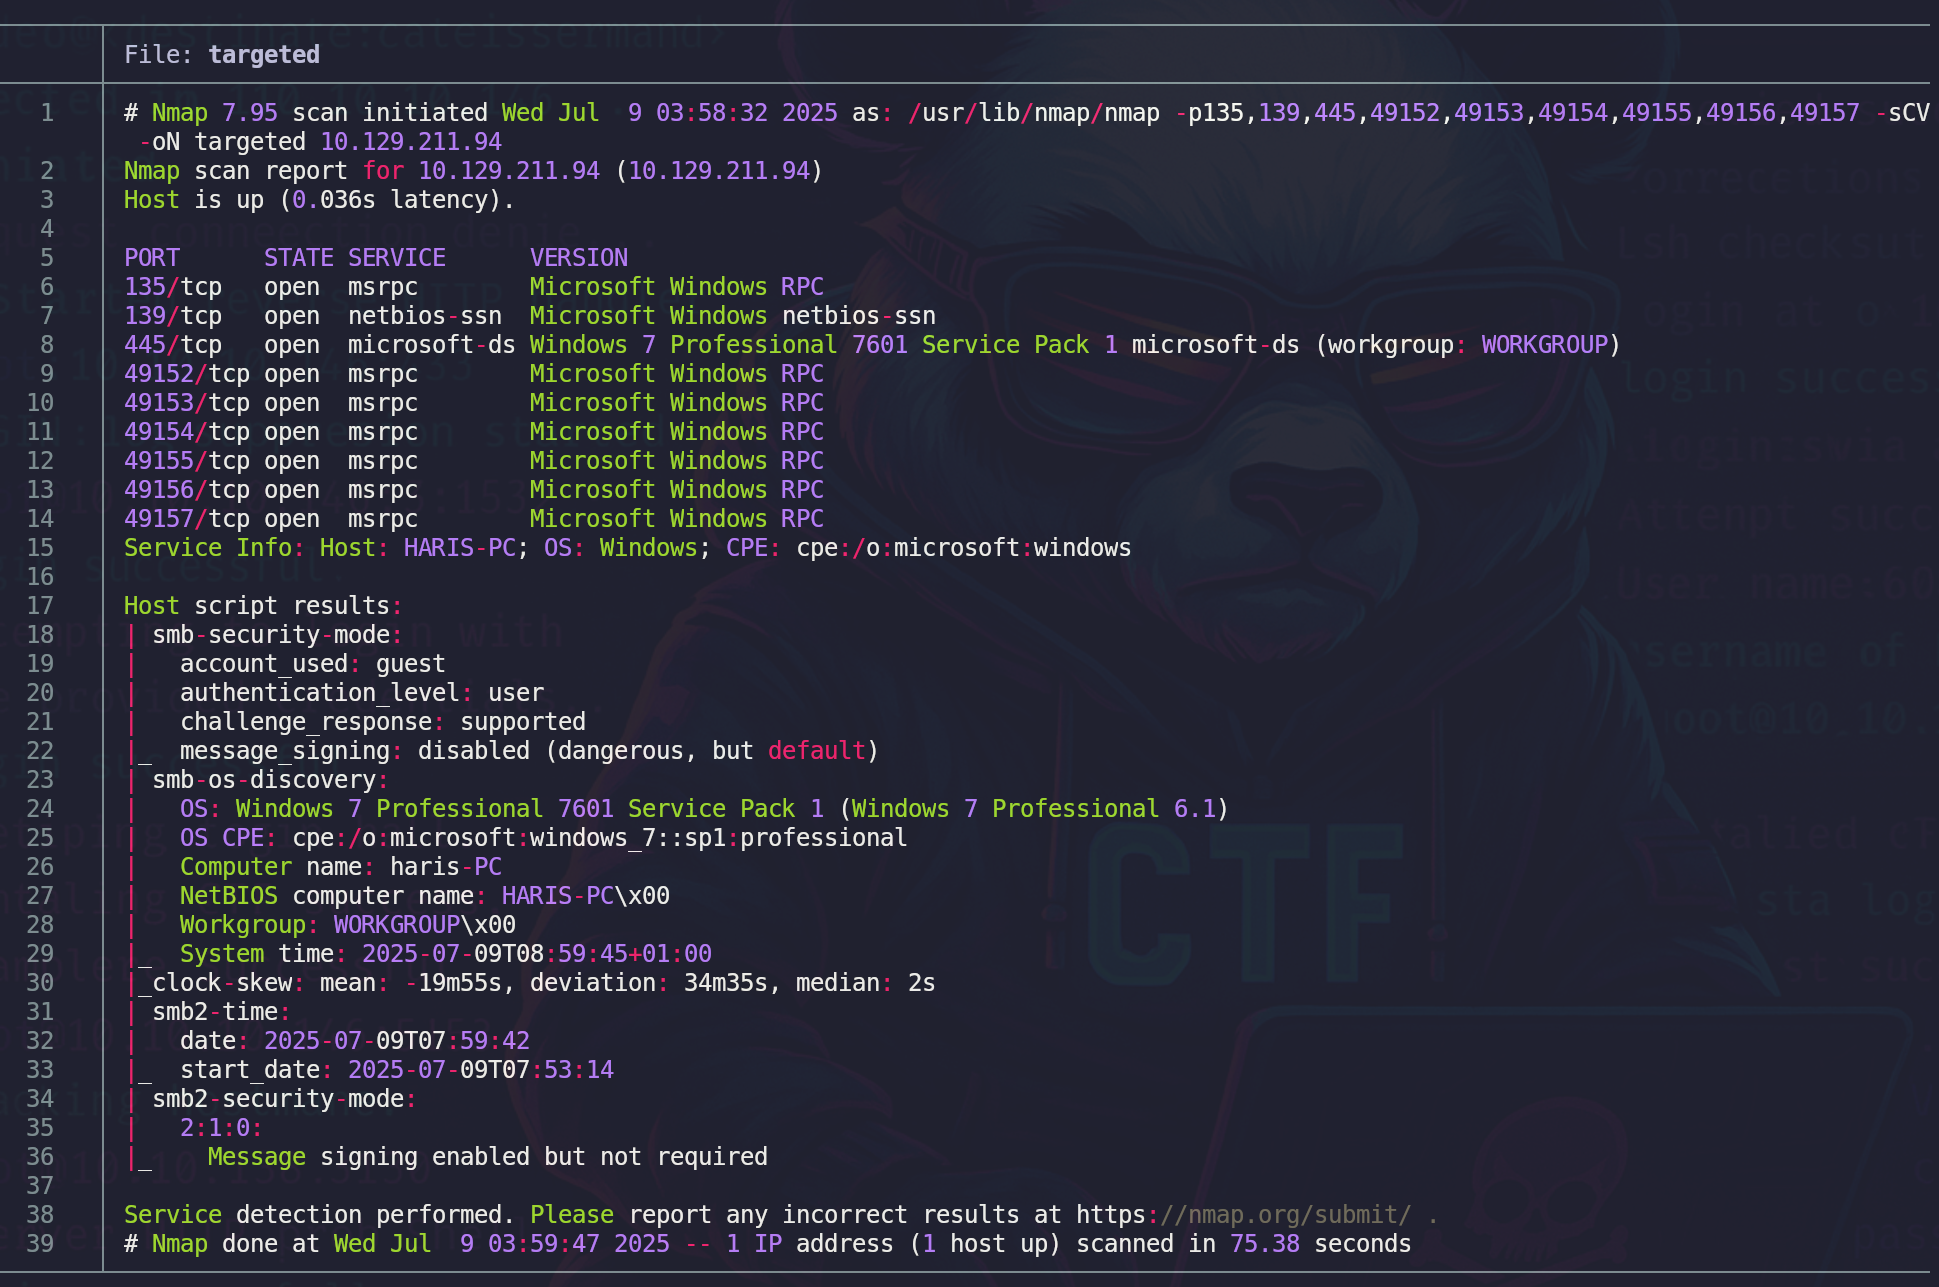 File: targeted
1 # Nmap 7.95 scan initiated Wed Jul  9 03:58:32 2025 as: /usr/lib/nmap/nmap -p135,139,445,49152,49153,49154,49155,49156,49157 -sCV
-oN targeted 10.129.211.94
2 Nmap scan report for 10.129.211.94 (10.129.211.94)
3 Host is up (0.036s latency).
4
5 PORT      STATE SERVICE      VERSION
6 135/tcp   open  msrpc        Microsoft Windows RPC
7 139/tcp   open  netbios-ssn  Microsoft Windows netbios-ssn
8 445/tcp   open  microsoft-ds Windows 7 Professional 7601 Service Pack 1 microsoft-ds (workgroup: WORKGROUP)
9 49152/tcp open  msrpc        Microsoft Windows RPC
10 49153/tcp open  msrpc        Microsoft Windows RPC
11 49154/tcp open  msrpc        Microsoft Windows RPC
12 49155/tcp open  msrpc        Microsoft Windows RPC
13 49156/tcp open  msrpc        Microsoft Windows RPC
14 49157/tcp open  msrpc        Microsoft Windows RPC
15 Service Info: Host: HARIS-PC; OS: Windows; CPE: cpe:/o:microsoft:windows
16
17 Host script results:
18 | smb-security-mode:
19 |   account_used: guest
20 |   authentication_level: user
21 |   challenge_response: supported
22 |_  message_signing: disabled (dangerous, but default)
23 | smb-os-discovery:
24 |   OS: Windows 7 Professional 7601 Service Pack 1 (Windows 7 Professional 6.1)
25 |   OS CPE: cpe:/o:microsoft:windows_7::sp1:professional
26 |   Computer name: haris-PC
27 |   NetBIOS computer name: HARIS-PC\x00
28 |   Workgroup: WORKGROUP\x00
29 |_  System time: 2025-07-09T08:59:45+01:00
30 |_clock-skew: mean: -19m55s, deviation: 34m35s, median: 2s
31 | smb2-time:
32 |   date: 2025-07-09T07:59:42
33 |_  start_date: 2025-07-09T07:53:14
34 | smb2-security-mode:
35 |   2:1:0:
36 |_    Message signing enabled but not required
37
38 Service detection performed. Please report any incorrect results at https://nmap.org/submit/ .
39 # Nmap done at Wed Jul  9 03:59:47 2025 -- 1 IP address (1 host up) scanned in 75.38 seconds
CTF